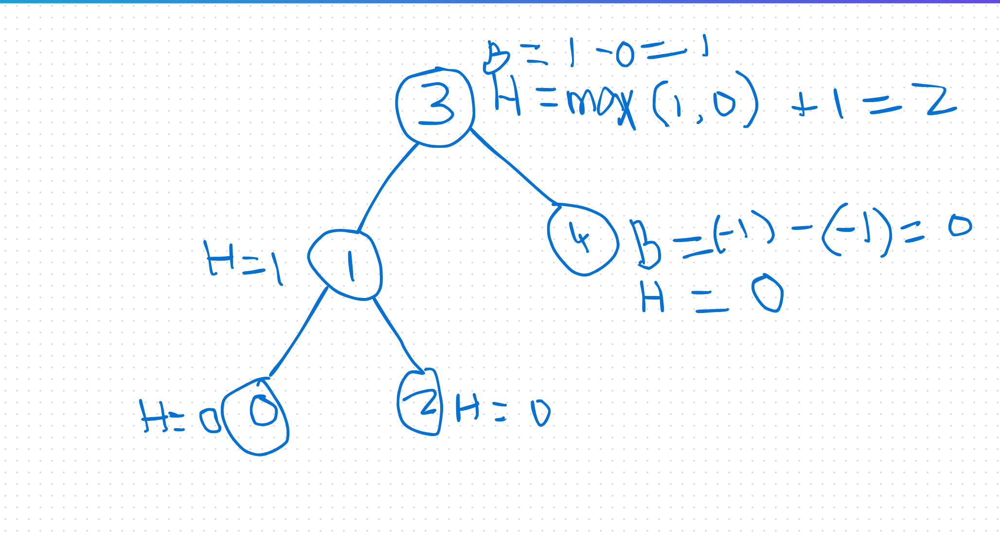 B = 1 - 0 = 1
3
H = max(1, 0) + 1 = 2
H = 1
1
4
B = (-1) - (-1) = 0
H = 0
H = 0
0
2
H = 0